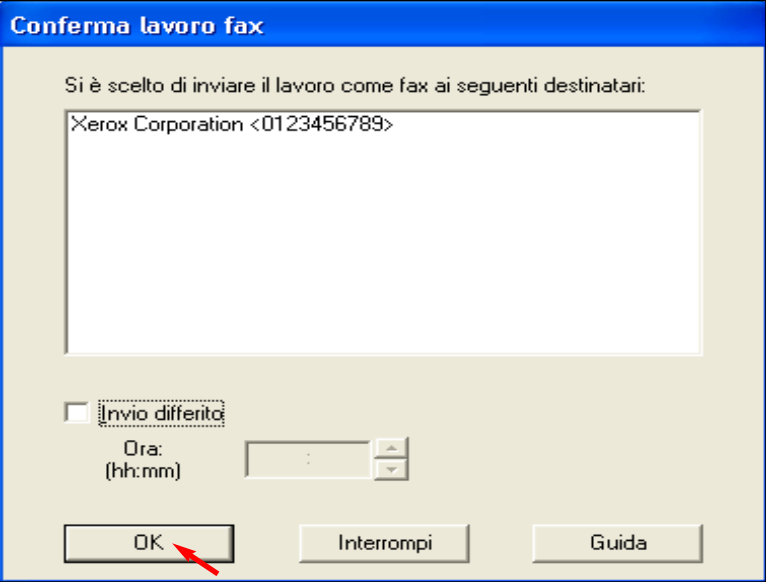 Conferma lavoro fax
Si è scelto di inviare il lavoro come fax ai seguenti destinatari:
Xerox Corporation <0123456789>
Invio differito
Ora:
(hh:mm)
:
OK
Interrompi
Guida